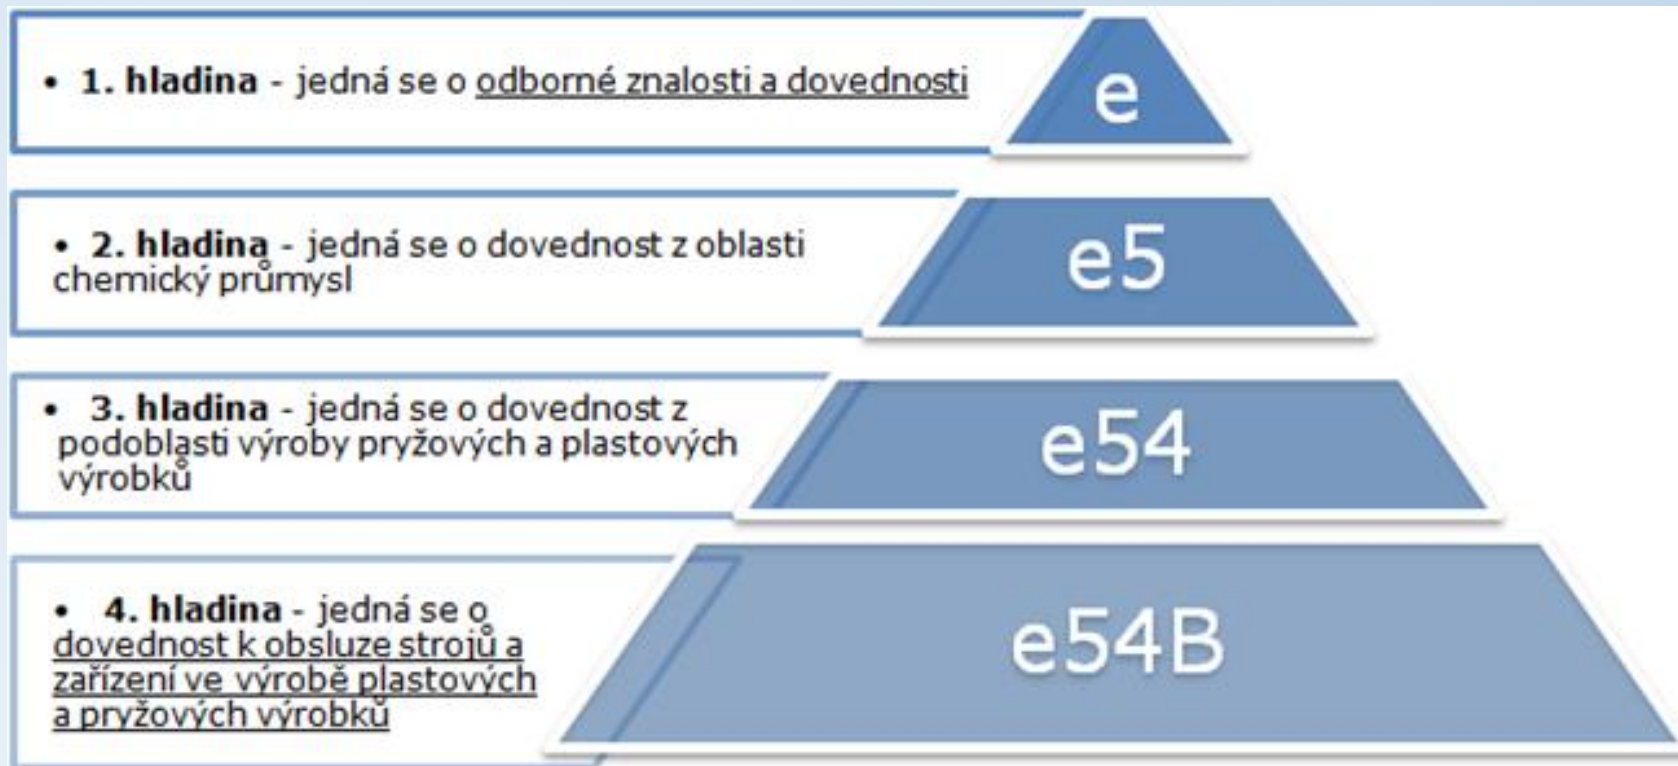 • 1. hladina - jedná se o odborné znalosti a dovednosti
e
• 2. hladina - jedná se o dovednost z oblasti
chemický průmysl
e5
• 3. hladina - jedná se o dovednost z
podoblasti výroby pryžových a plastových
výrobků
e54
• 4. hladina - jedná se o
dovednost k obsluze strojů a
zařízení ve výrobě plastových
a pryžových výrobků
e54B